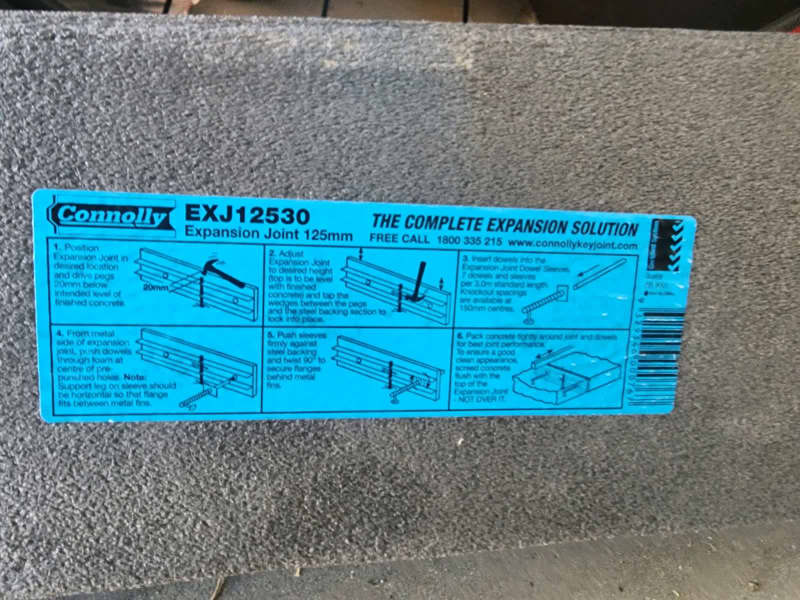 Connolly
EXJ12530
Expansion Joint 125mm
THE COMPLETE EXPANSION SOLUTION
FREE CALL 1800 335 215 www.connollykeyjoint.com
1. Position
Expansion Joint in
desired location
and drive pegs
20mm below
intended level of
finished concrete.
20mm
2. Adjust
Expansion Joint
to desired height
(top is to be level
with finished
concrete) and tap the
wedges between the pegs
and the steel backing section to
lock into place.
3. Insert dowels into the
Expansion Joint Dowel Sleeves,
7 dowels and sleeves
per 3.0m standard length.
Knockout spacings
are available at
150mm centres.
4. From metal
side of expansion
joint, push dowels
through foam at
centre of pre-
punched holes. Note:
Support leg on sleeve should
be horizontal so that flange
fits between metal fins.
5. Push sleeves
firmly against
steel backing
and twist 90° to
secure flanges
behind metal
fins.
6. Pack concrete tightly around joint and dowels
for best joint performance.
To ensure a good
clean appearance,
screed concrete
flush with the
top of the
Expansion Joint
- NOT OVER IT.